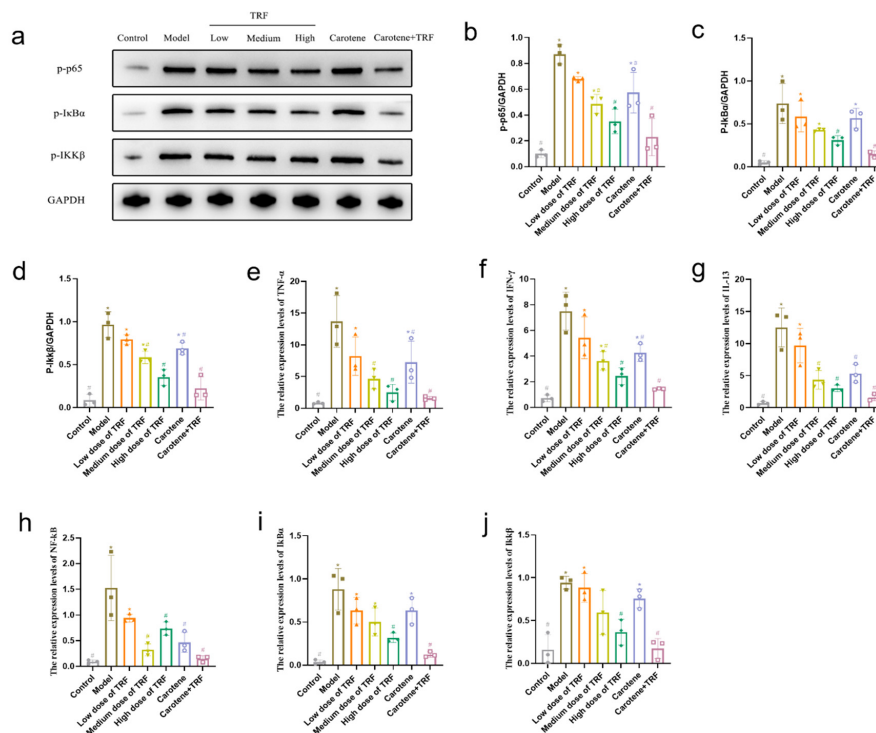 a
TRF
Control Model Low Medium High Carotene Carotene+TRF
p-p65
p-IκBα
p-IKKβ
GAPDH
b
p-p65/GAPDH
1.0
0.8
0.6
0.4
0.2
0.0
# * * *# # *# #
Control
Model
Low dose of TRF
Medium dose of TRF
High dose of TRF
Carotene
Carotene+TRF
c
P-IkBα/GAPDH
1.5
1.0
0.5
0.0
# * * * *# * #
Control
Model
Low dose of TRF
Medium dose of TRF
High dose of TRF
Carotene
Carotene+TRF
d
P-Ikkβ/GAPDH
1.5
1.0
0.5
0.0
# * * *# # *# #
Control
Model
Low dose of TRF
Medium dose of TRF
High dose of TRF
Carotene
Carotene+TRF
e
The relative expression levels of TNF-α
20
15
10
5
0
# * * # # *# #
Control
Model
Low dose of TRF
Medium dose of TRF
High dose of TRF
Carotene
Carotene+TRF
f
The relative expression levels of IFN-γ
10
8
6
4
2
0
# * * *# # *# #
Control
Model
Low dose of TRF
Medium dose of TRF
High dose of TRF
Carotene
Carotene+TRF
g
The relative expression levels of IL-13
20
15
10
5
0
# * * # # # #
Control
Model
Low dose of TRF
Medium dose of TRF
High dose of TRF
Carotene
Carotene+TRF
h
The relative expression levels of NF-kB
2.5
2.0
1.5
1.0
0.5
0.0
# * * # # # #
Control
Model
Low dose of TRF
Medium dose of TRF
High dose of TRF
Carotene
Carotene+TRF
i
The relative expression levels of IkBα
1.5
1.0
0.5
0.0
# * * * # * #
Control
Model
Low dose of TRF
Medium dose of TRF
High dose of TRF
Carotene
Carotene+TRF
j
The relative expression levels of Ikkβ
1.5
1.0
0.5
0.0
# * * # * #
Control
Model
Low dose of TRF
Medium dose of TRF
High dose of TRF
Carotene
Carotene+TRF